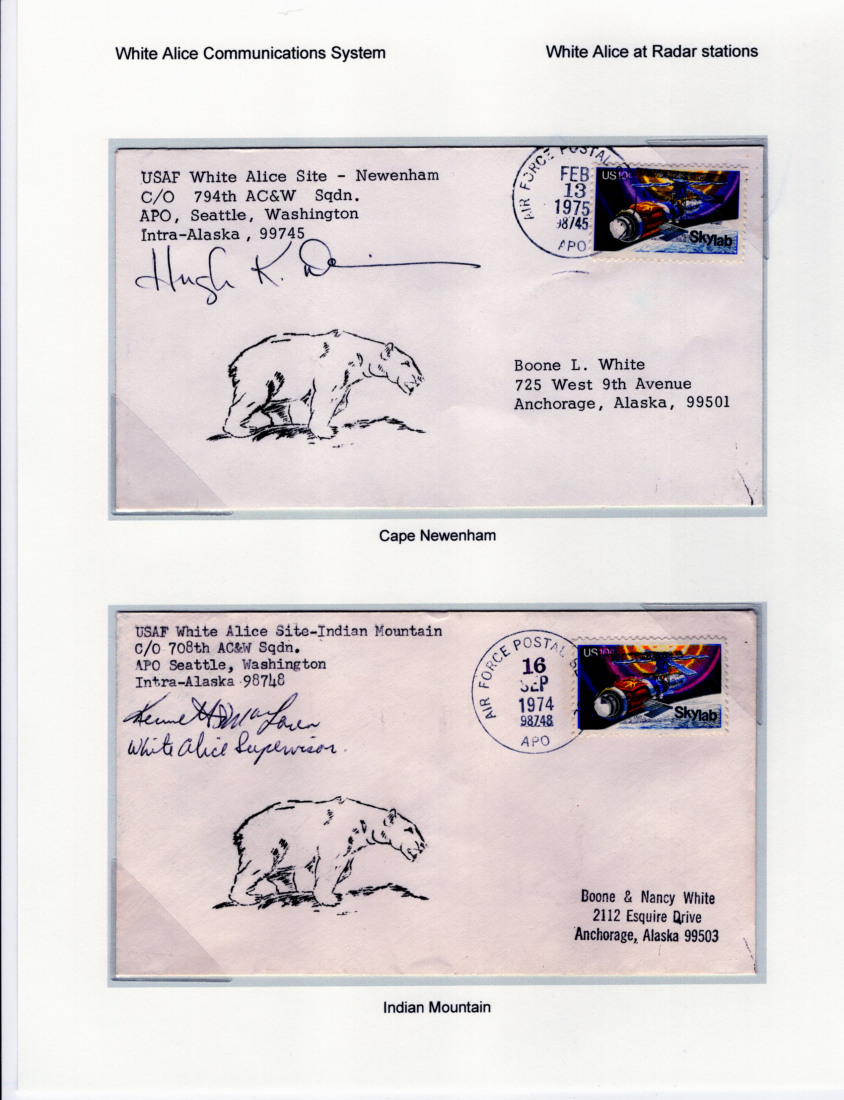 White Alice Communications System
White Alice at Radar stations
USAF White Alice Site - Newenham
C/O 794th AC&W Sqdn.
APO, Seattle, Washington
Intra-Alaska , 99745
Hugh K.
AIR FORCE POSTAL
FEB
13
1975
98745
APO
US 10c
Skylab
Boone L. White
725 West 9th Avenue
Anchorage, Alaska, 99501
Cape Newenham
USAF White Alice Site-Indian Mountain
C/O 708th AC&W Sqdn.
APO Seattle, Washington
Intra-Alaska 98748
White Alice Supervisor.
AIR FORCE POSTAL
16
SEP
1974
98748
APO
US 10c
Skylab
Boone & Nancy White
2112 Esquire Drive
Anchorage, Alaska 99503
Indian Mountain